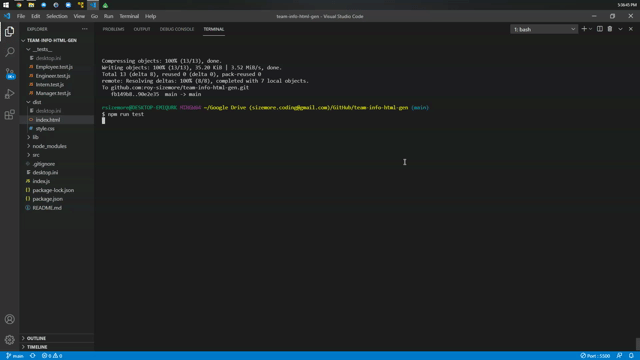 5:06:45 AM
File Edit Selection View Go Run Terminal Help
team-info-html-gen - Visual Studio Code
EXPLORER
PROBLEMS OUTPUT DEBUG CONSOLE TERMINAL
1: bash
TEAM-INFO-HTML-GEN
__tests__
desktop.ini
Employee.test.js
Engineer.test.js
Intern.test.js
Manager.test.js
dist
desktop.ini
index.html
style.css
lib
node_modules
src
.gitignore
desktop.ini
index.js
package-lock.json
package.json
README.md
OUTLINE
TIMELINE
Compressing objects: 100% (13/13), done.
Writing objects: 100% (13/13), 35.20 KiB | 3.52 MiB/s, done.
Total 13 (delta 8), reused 0 (delta 0), pack-reused 0
remote: Resolving deltas: 100% (8/8), completed with 7 local objects.
To github.com:roy-sizemore/team-info-html-gen.git
fb149b8..90e2e35 main -> main
~/Google Drive (sizemore.coding@gmail.com)/GitHub/team-info-html-gen (main)
$ npm run test
main
0 0
Port : 5500